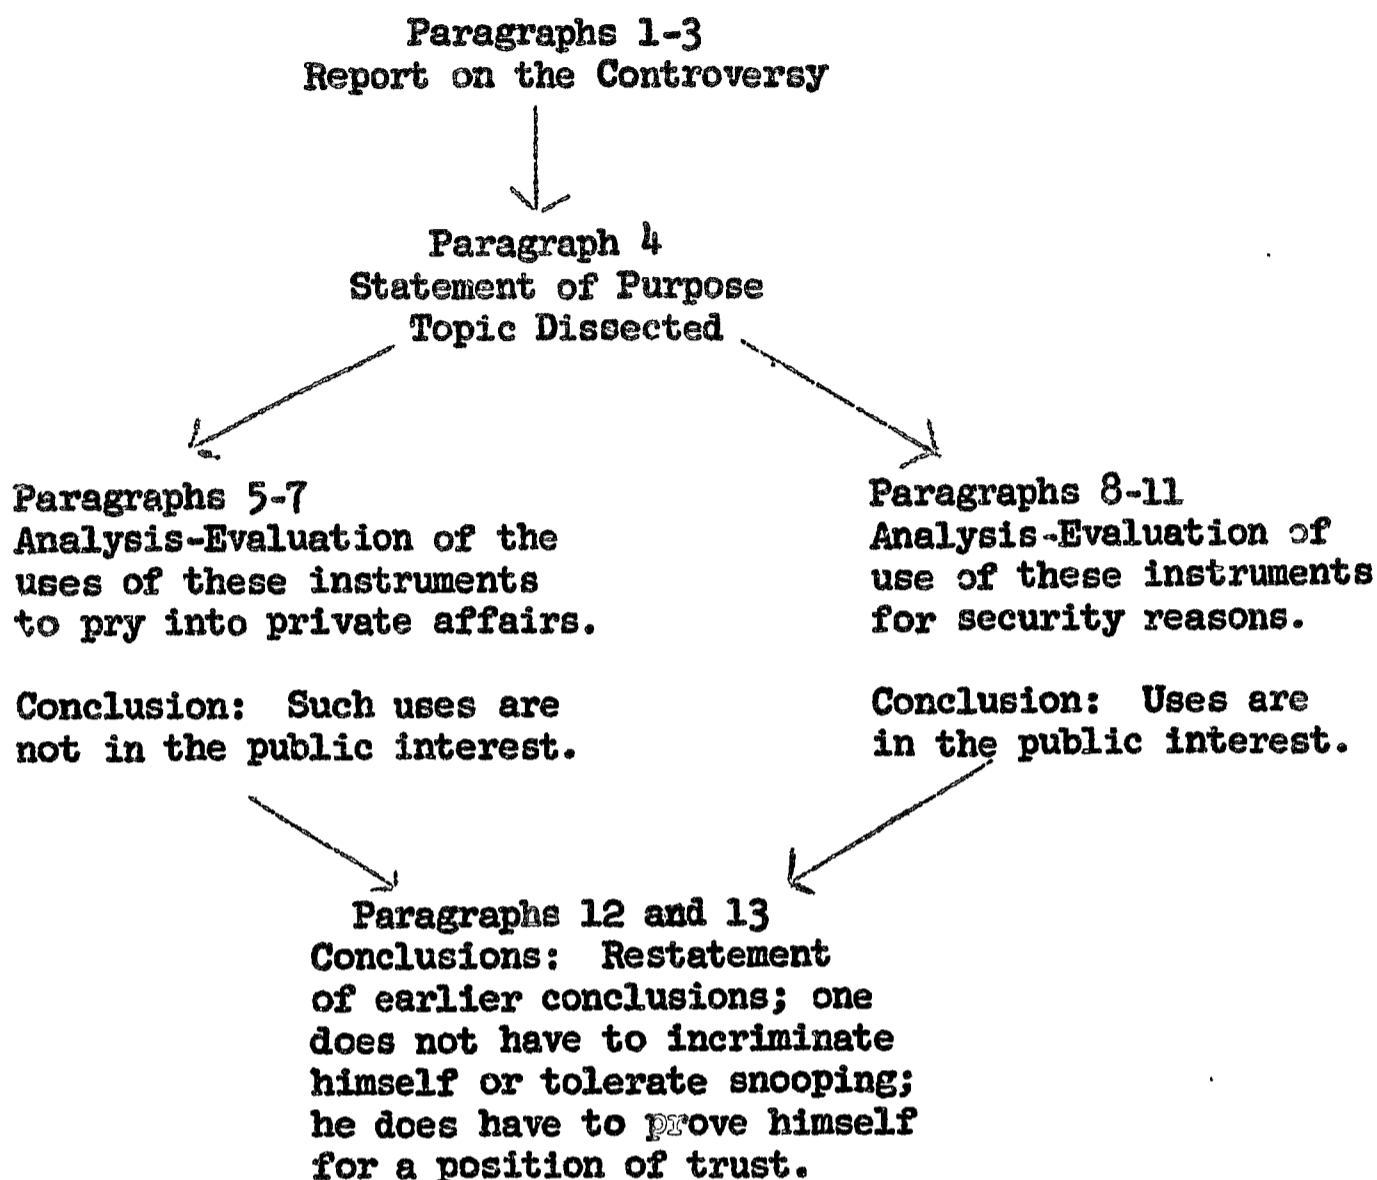 Paragraphs 1-3
Report on the Controversy
Paragraph 4
Statement of Purpose
Topic Dissected
Paragraphs 5-7
Analysis-Evaluation of the
uses of these instruments
to pry into private affairs.
Conclusion: Such uses are
not in the public interest.
Paragraphs 8-11
Analysis-Evaluation of
use of these instruments
for security reasons.
Conclusion: Uses are
in the public interest.
Paragraphs 12 and 13
Conclusions: Restatement
of earlier conclusions; one
does not have to incriminate
himself or tolerate snooping;
he does have to prove himself
for a position of trust.